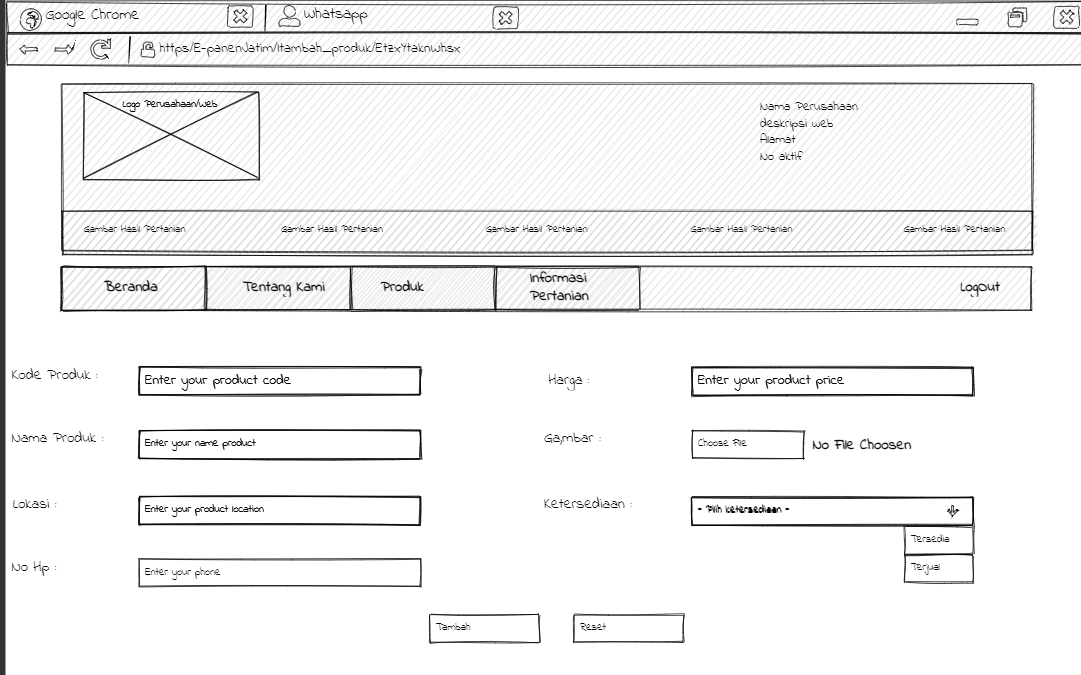 Google Chrome
Whatsapp
https/E-panenJatim/itambah_produk/EtzxYtaknwhsx
Logo Perusahaan/web
Nama Perusahaan
deskripsi web
Alamat
No aktif
Gambar Hasil Pertanian
Gambar Hasil Pertanian
Gambar Hasil Pertanian
Gambar Hasil Pertanian
Gambar Hasil Pertanian
Beranda
Tentang Kami
Produk
Informasi
Pertanian
LogOut
Kode Produk :
Enter your product code
Harga :
Enter your product price
Nama Produk :
Enter your name product
Gambar :
Choose File
No File Choosen
Lokasi :
Enter your product location
Ketersediaan :
- Pilih ketersediaan -
Tersedia
Terjual
No Hp :
Enter your phone
Tambah
Reset